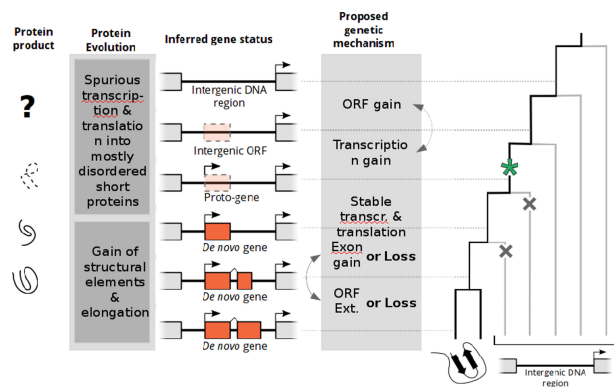 Protein
product
Protein
Evolution
Inferred gene status
Proposed
genetic
mechanism
?
Spurious
transcrip-
tion &
translatio
n into
mostly
disordered
short
proteins
Gain of
structural
elements
&
elongation
Intergenic DNA
region
Intergenic ORF
Proto-gene
De novo gene
De novo gene
De novo gene
ORF gain
Transcriptio
n gain
Stable
transcr. &
translation
Exon
gain or Loss
ORF
Ext. or Loss
Intergenic DNA
region